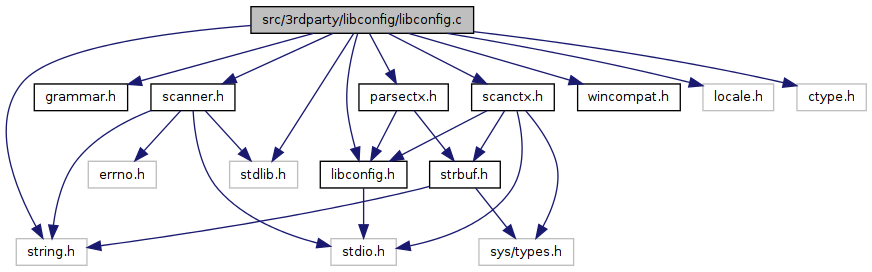 src/3rdparty/libconfig/libconfig.c
grammar.h
scanner.h
parsectx.h
scanctx.h
wincompat.h
locale.h
ctype.h
errno.h
stdlib.h
libconfig.h
strbuf.h
string.h
stdio.h
sys/types.h